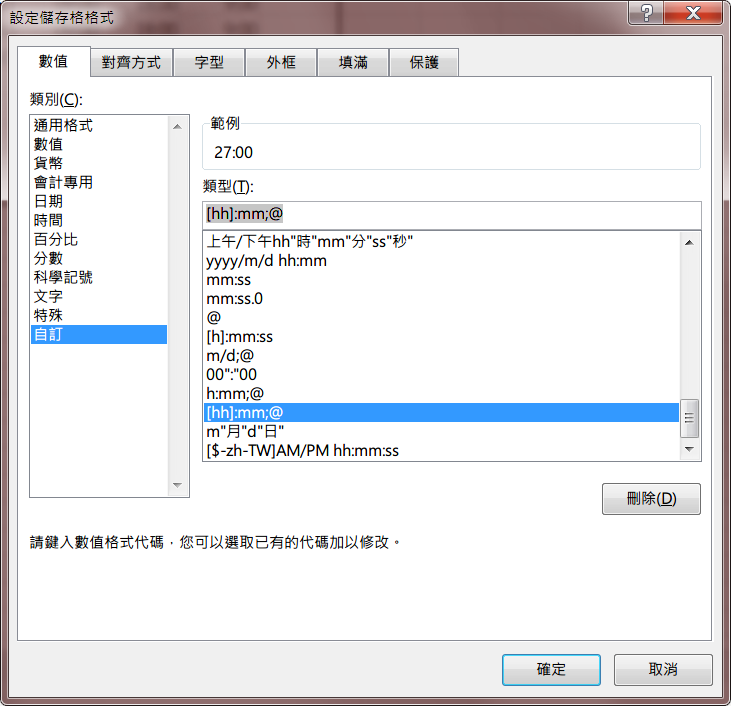 設定儲存格格式
數值 對齊方式 字型 外框 填滿 保護
類別(C):
通用格式
數值
貨幣
會計專用
日期
時間
百分比
分數
科學記號
文字
特殊
自訂
範例
27:00
類型(T):
[hh]:mm;@
上午/下午hh"時"mm"分"ss"秒"
yyyy/m/d hh:mm
mm:ss
mm:ss.0
@
[h]:mm:ss
m/d;@
00":"00
h:mm;@
[hh]:mm;@
m"月"d"日"
[$-zh-TW]AM/PM hh:mm:ss
刪除(D)
請鍵入數值格式代碼，您可以選取已有的代碼加以修改。
確定 取消